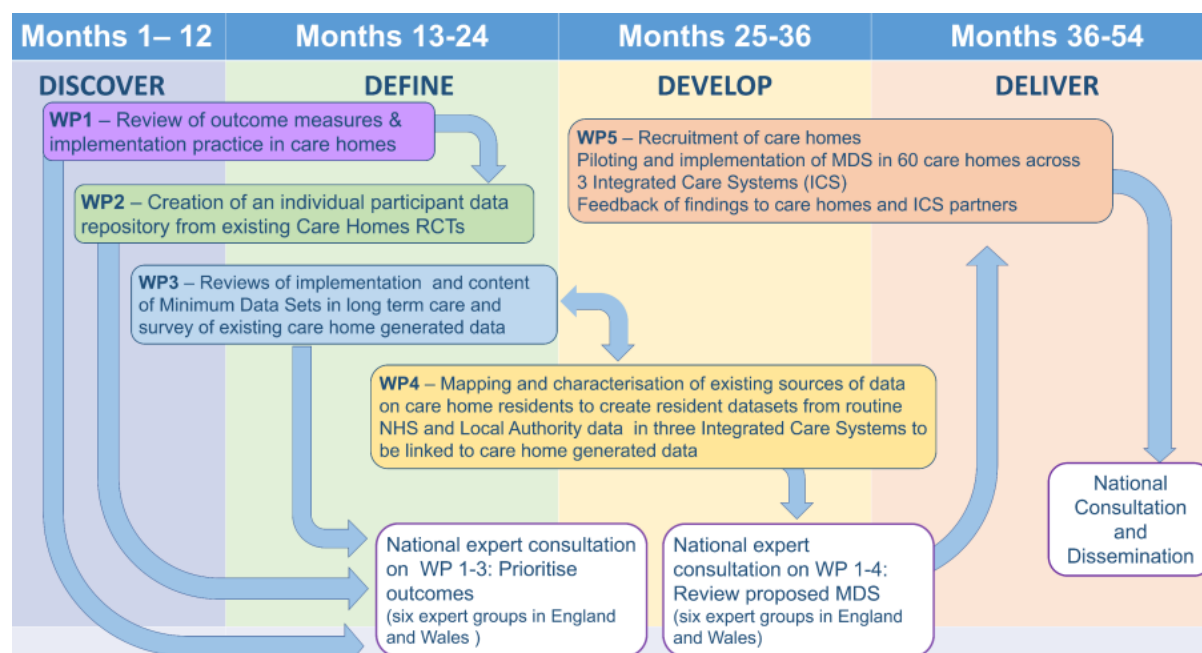 Months 1– 12
Months 13-24
Months 25-36
Months 36-54
DISCOVER
DEFINE
DEVELOP
DELIVER
WP1 – Review of outcome measures &
implementation practice in care homes
WP2 – Creation of an individual participant data
repository from existing Care Homes RCTs
WP3 – Reviews of implementation and content
of Minimum Data Sets in long term care and
survey of existing care home generated data
WP4 – Mapping and characterisation of existing sources of data
on care home residents to create resident datasets from routine
NHS and Local Authority data in three Integrated Care Systems to
be linked to care home generated data
WP5 – Recruitment of care homes
Piloting and implementation of MDS in 60 care homes across
3 Integrated Care Systems (ICS)
Feedback of findings to care homes and ICS partners
National expert consultation
on WP 1-3: Prioritise
outcomes
(six expert groups in England
and Wales )
National expert
consultation on WP 1-4:
Review proposed MDS
(six expert groups in England
and Wales)
National
Consultation
and
Dissemination